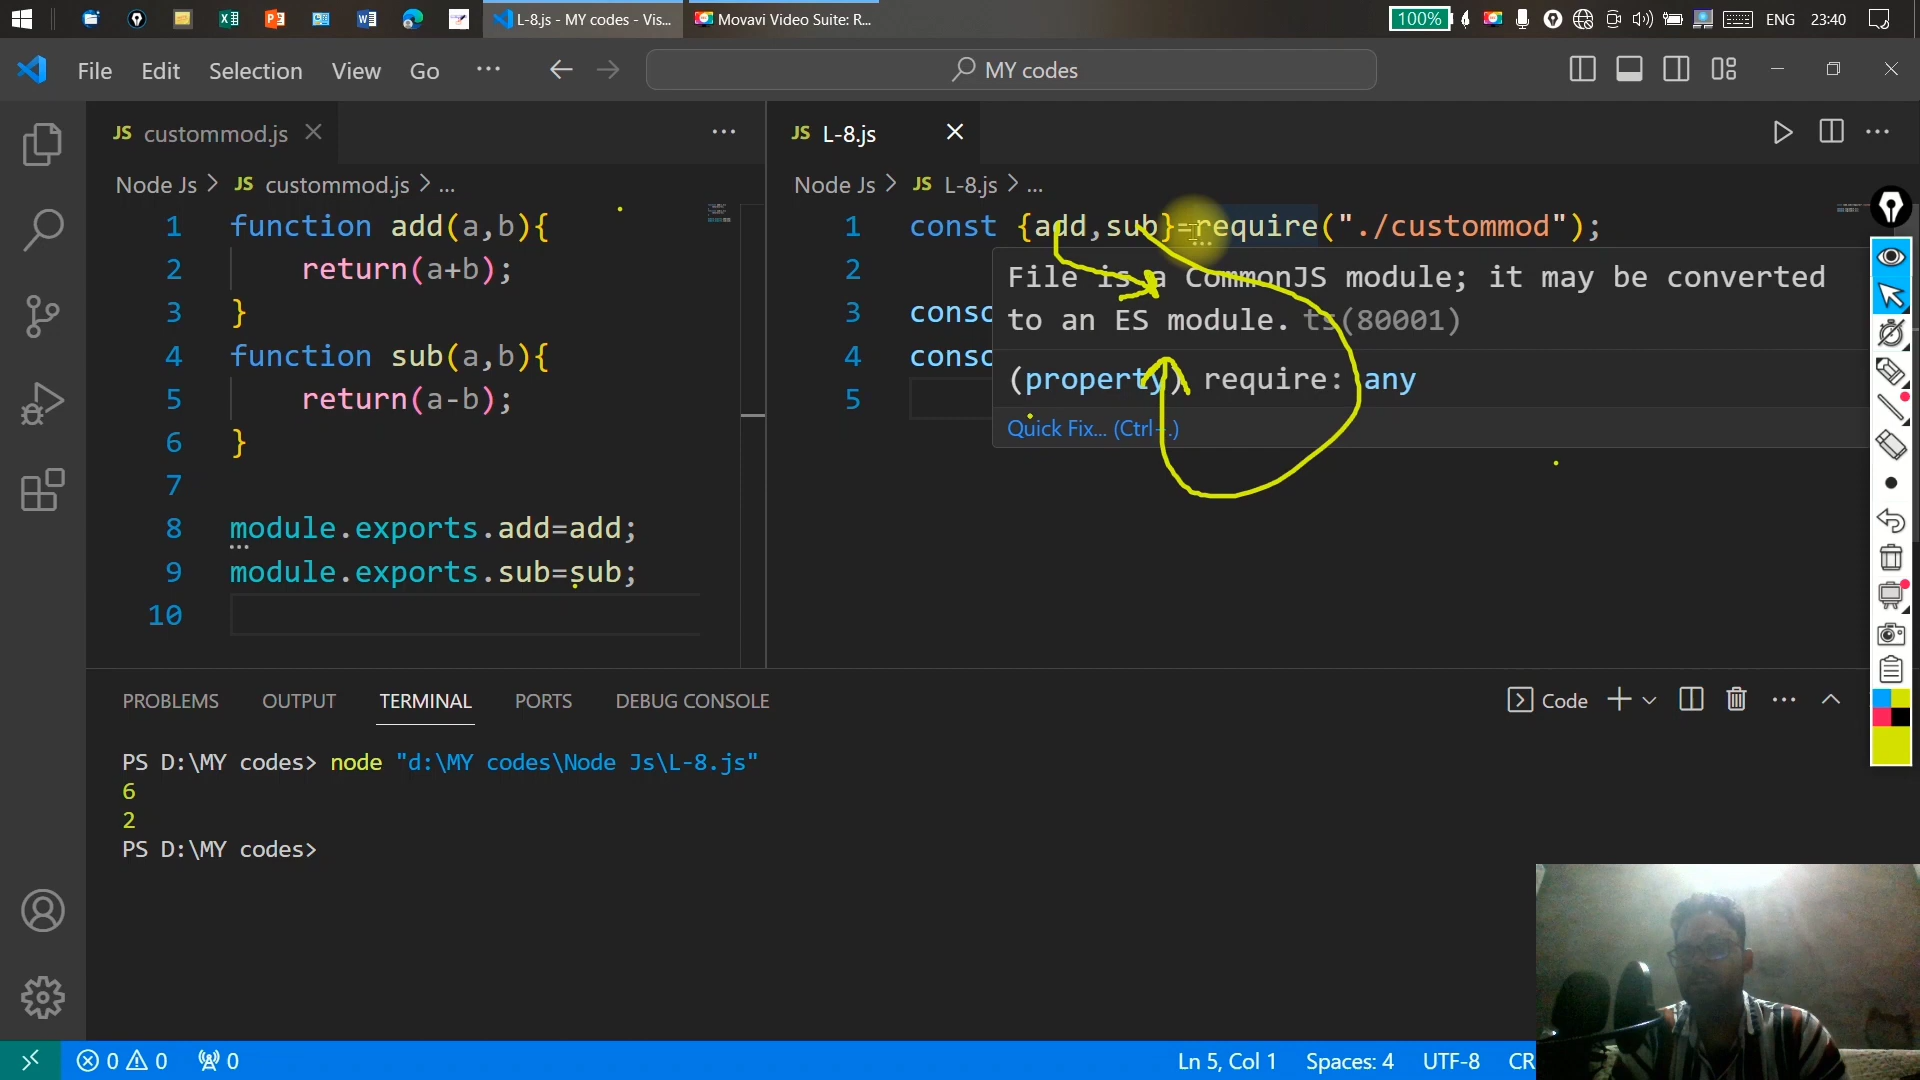 L-8.js - MY codes - Vis...
Movavi Video Suite: R...
100%
ENG
23:40
File
Edit
Selection
View
Go
MY codes
JS custommod.js
JS L-8.js
Node Js > JS custommod.js > ...
Node Js > JS L-8.js > ...
1 function add(a,b){
2 return(a+b);
3 }
4 function sub(a,b){
5 return(a-b);
6 }
7
8 module.exports.add=add;
9 module.exports.sub=sub;
10
1 const {add,sub}=require("./custommod");
2
3 conso
4 conso
5
File is a CommonJS module; it may be converted
to an ES module. ts(80001)
(property) require: any
Quick Fix... (Ctrl+.)
PROBLEMS
OUTPUT
TERMINAL
PORTS
DEBUG CONSOLE
Code
PS D:\MY codes> node "d:\MY codes\Node Js\L-8.js"
6
2
PS D:\MY codes>
0 0
0
Ln 5, Col 1
Spaces: 4
UTF-8
CR